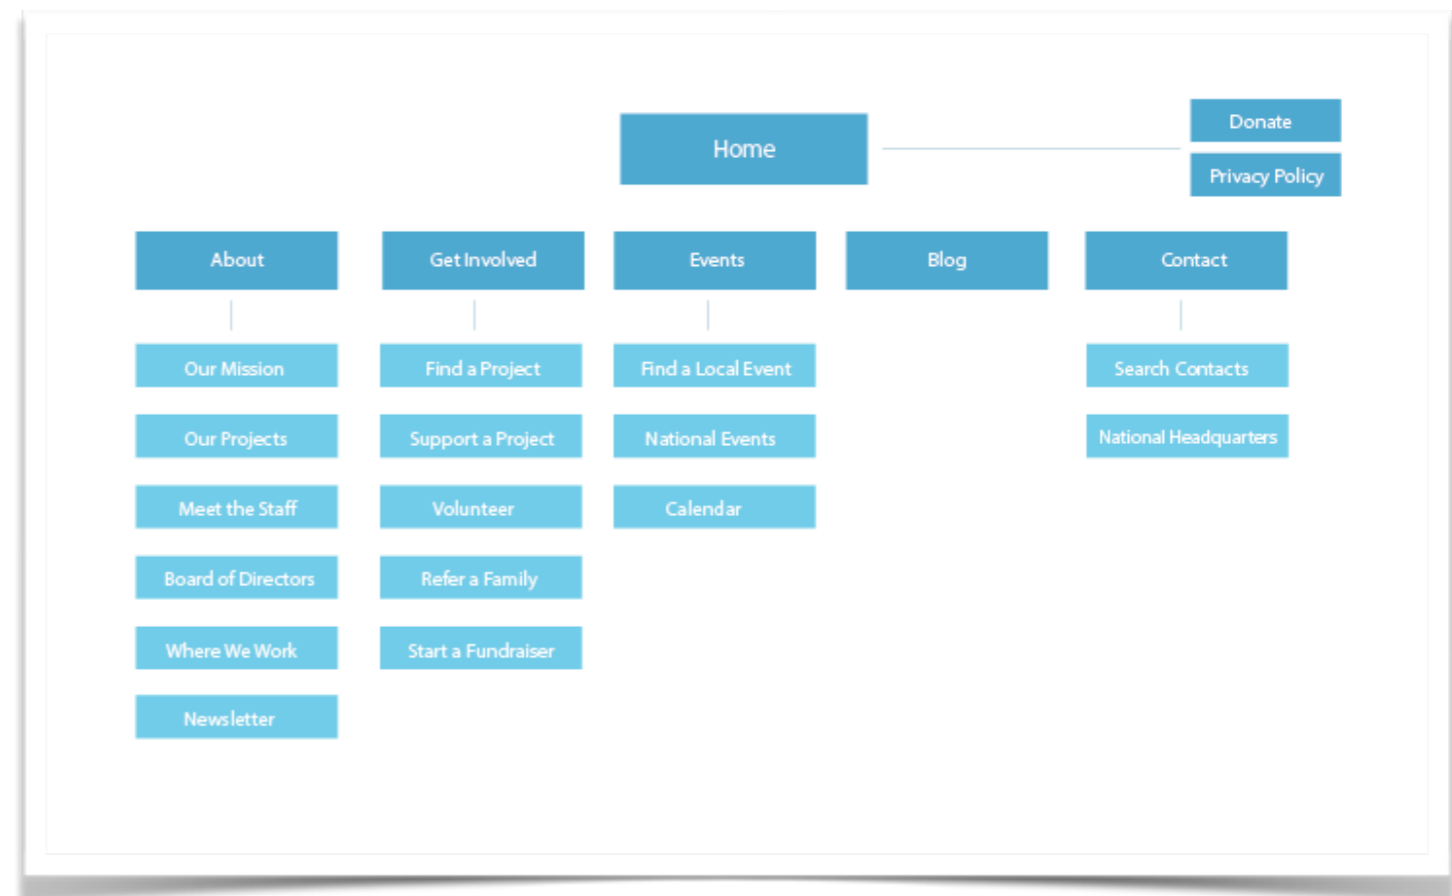 Home
Donate
Privacy Policy
About
Get Involved
Events
Blog
Contact
Our Mission
Find a Project
Find a Local Event
Search Contacts
Our Projects
Support a Project
National Events
National Headquarters
Meet the Staff
Volunteer
Calendar
Board of Directors
Refer a Family
Where We Work
Start a Fundraiser
Newsletter